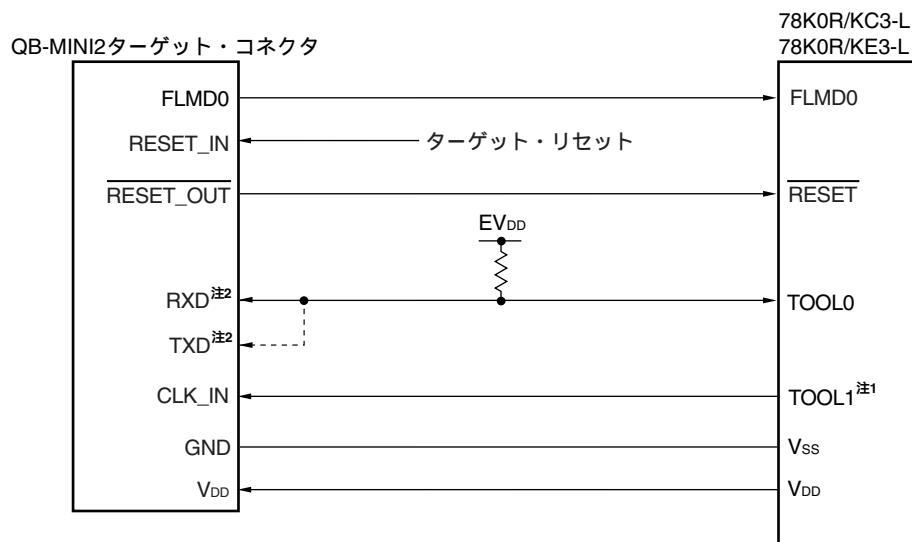 78K0R/KC3-L
QB-MINI2ターゲット・コネクタ
78K0R/KE3-L
FLMD0
FLMD0
RESET_IN
ターゲット・リセット
RESET_OUT
RESET
EVDD
RXD注2
TOOL0
TXD注2
CLK_IN
TOOL1注1
GND
VSS
VDD
VDD